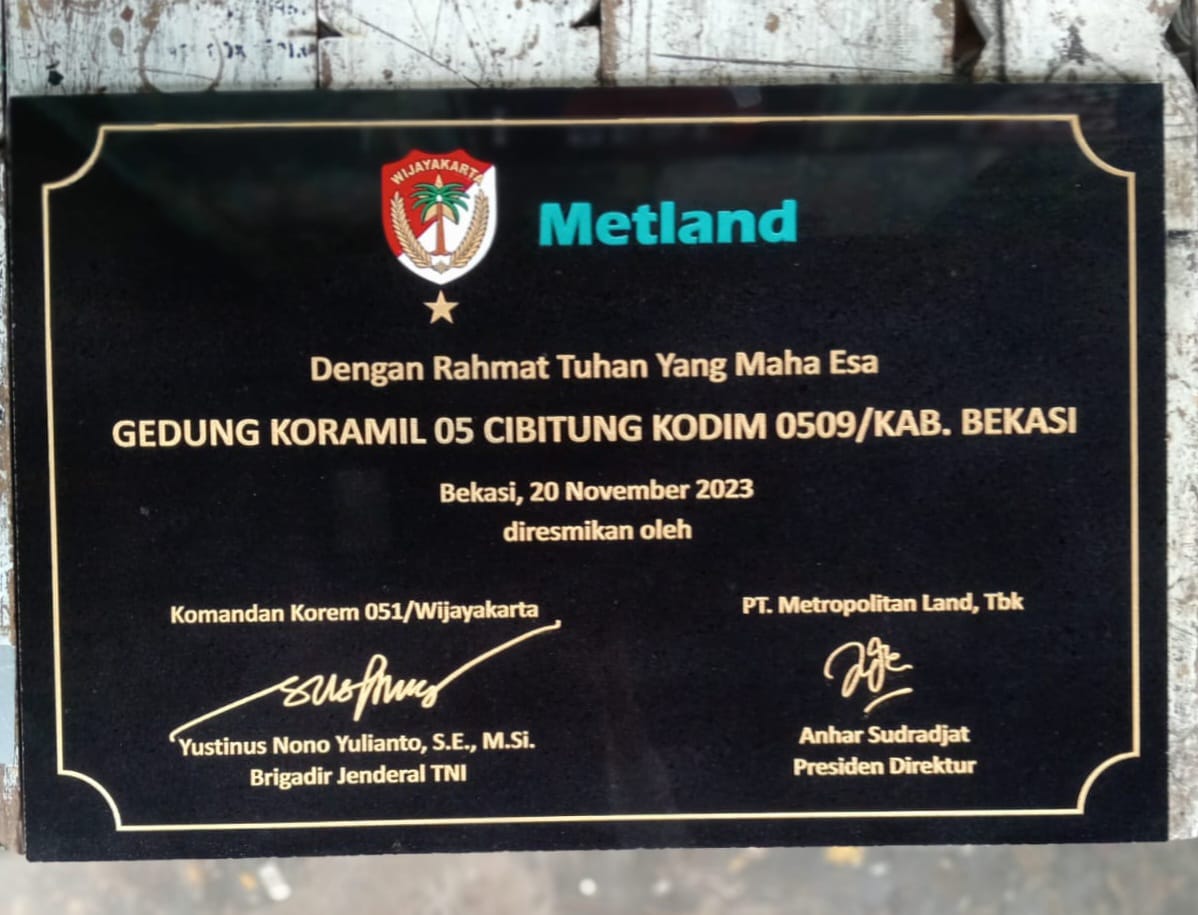 WIJAYAKARTA
Metland
Dengan Rahmat Tuhan Yang Maha Esa
GEDUNG KORAMIL 05 CIBITUNG KODIM 0509/KAB. BEKASI
Bekasi, 20 November 2023
diresmikan oleh
Komandan Korem 051/Wijayakarta
Yustinus Nono Yulianto, S.E., M.Si.
Brigadir Jenderal TNI
PT. Metropolitan Land, Tbk
Anhar Sudradjat
Presiden Direktur